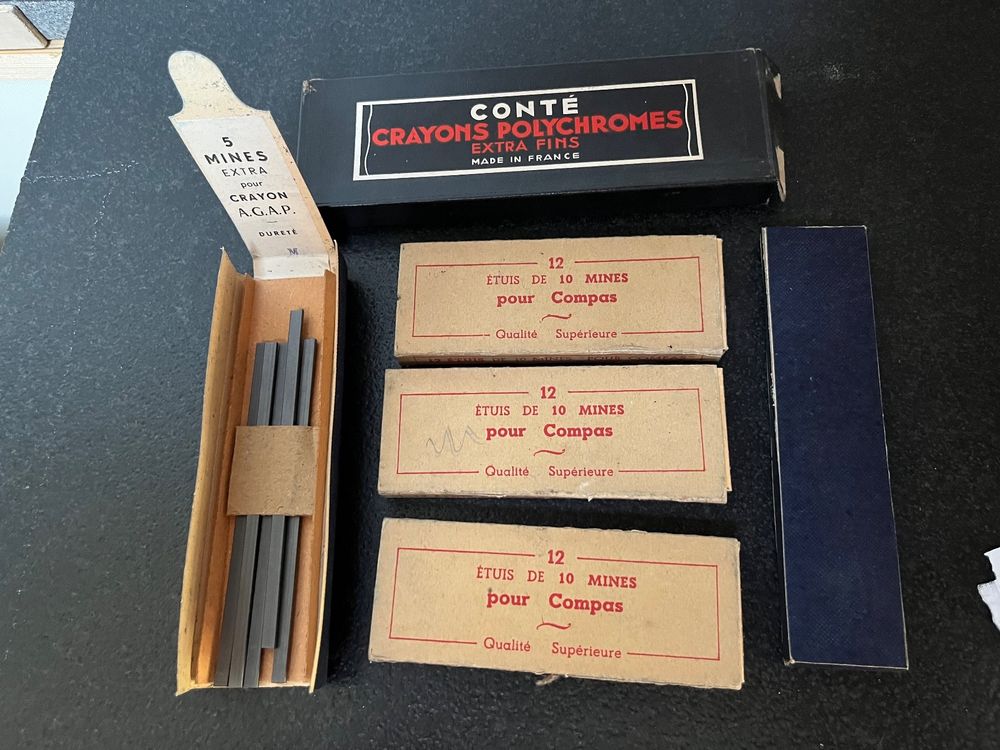 CONTÉ
CRAYONS POLYCHROMES
EXTRA FINS
MADE IN FRANCE
5
MINES
EXTRA
pour
CRAYON
A.G.A.P.
DURETÉ
M
12
ÉTUIS DE 10 MINES
pour Compas
Qualité Supérieure
12
ÉTUIS DE 10 MINES
pour Compas
Qualité Supérieure
12
ÉTUIS DE 10 MINES
pour Compas
Qualité Supérieure